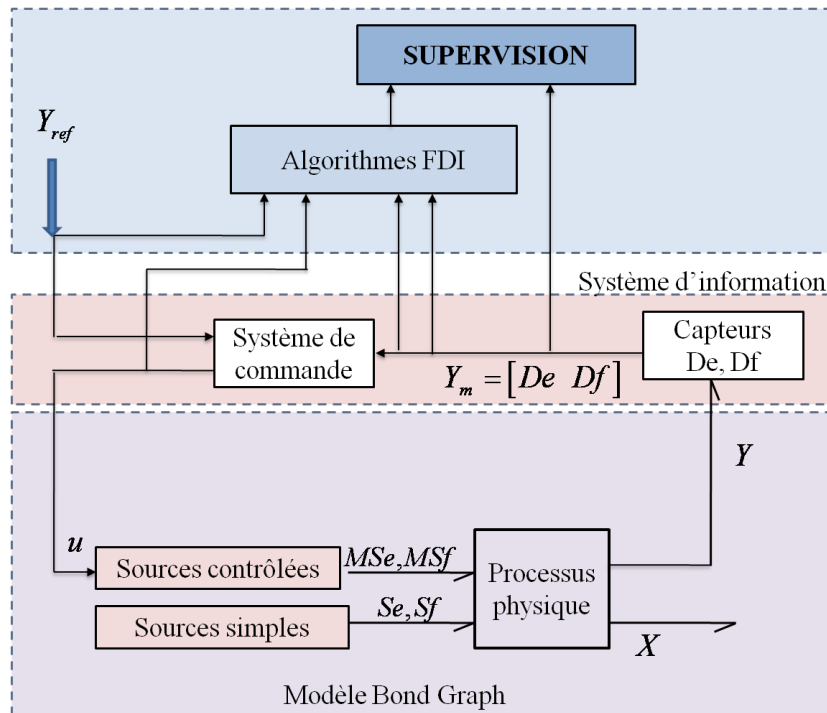 SUPERVISION
Y_ref
Algorithmes FDI
Système d'information
Système de
commande
Capteurs
De, Df
Y_m = [De Df]
Y
u
Sources contrôlées
MSe, MSf
Processus
physique
Sources simples
Se, Sf
X
Modèle Bond Graph